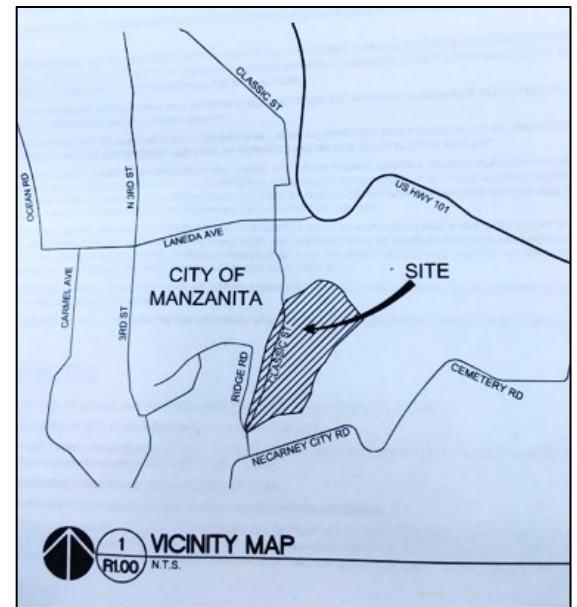 CLASSIC ST
OCEAN RD
N 3RD ST
US HWY 101
LANEDA AVE
CITY OF
MANZANITA
SITE
CARMEL AVE
3RD ST
RIDGE RD
CLASSIC ST
CEMETERY RD
NECARNEY CITY RD
1
R1.00
VICINITY MAP
N.T.S.